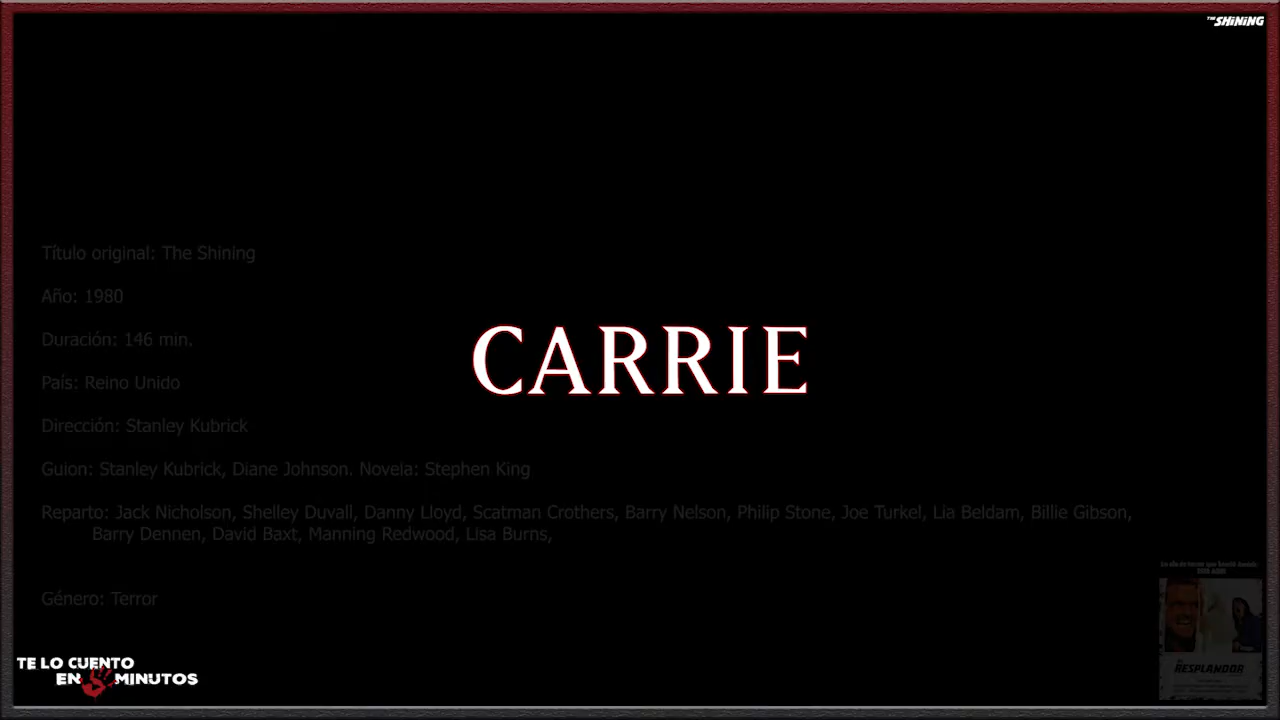 THE SHINING
Título original: The Shining
Año: 1980
Duración: 146 min.
CARRIE
País: Reino Unido
Dirección: Stanley Kubrick
Guion: Stanley Kubrick, Diane Johnson. Novela: Stephen King
Reparto: Jack Nicholson, Shelley Duvall, Danny Lloyd, Scatman Crothers, Barry Nelson, Philip Stone, Joe Turkel, Lia Beldam, Billie Gibson,
Barry Dennen, David Baxt, Manning Redwood, Lisa Burns,
Género: Terror
RESPLANDOR
TE LO CUENTO
EN MINUTOS